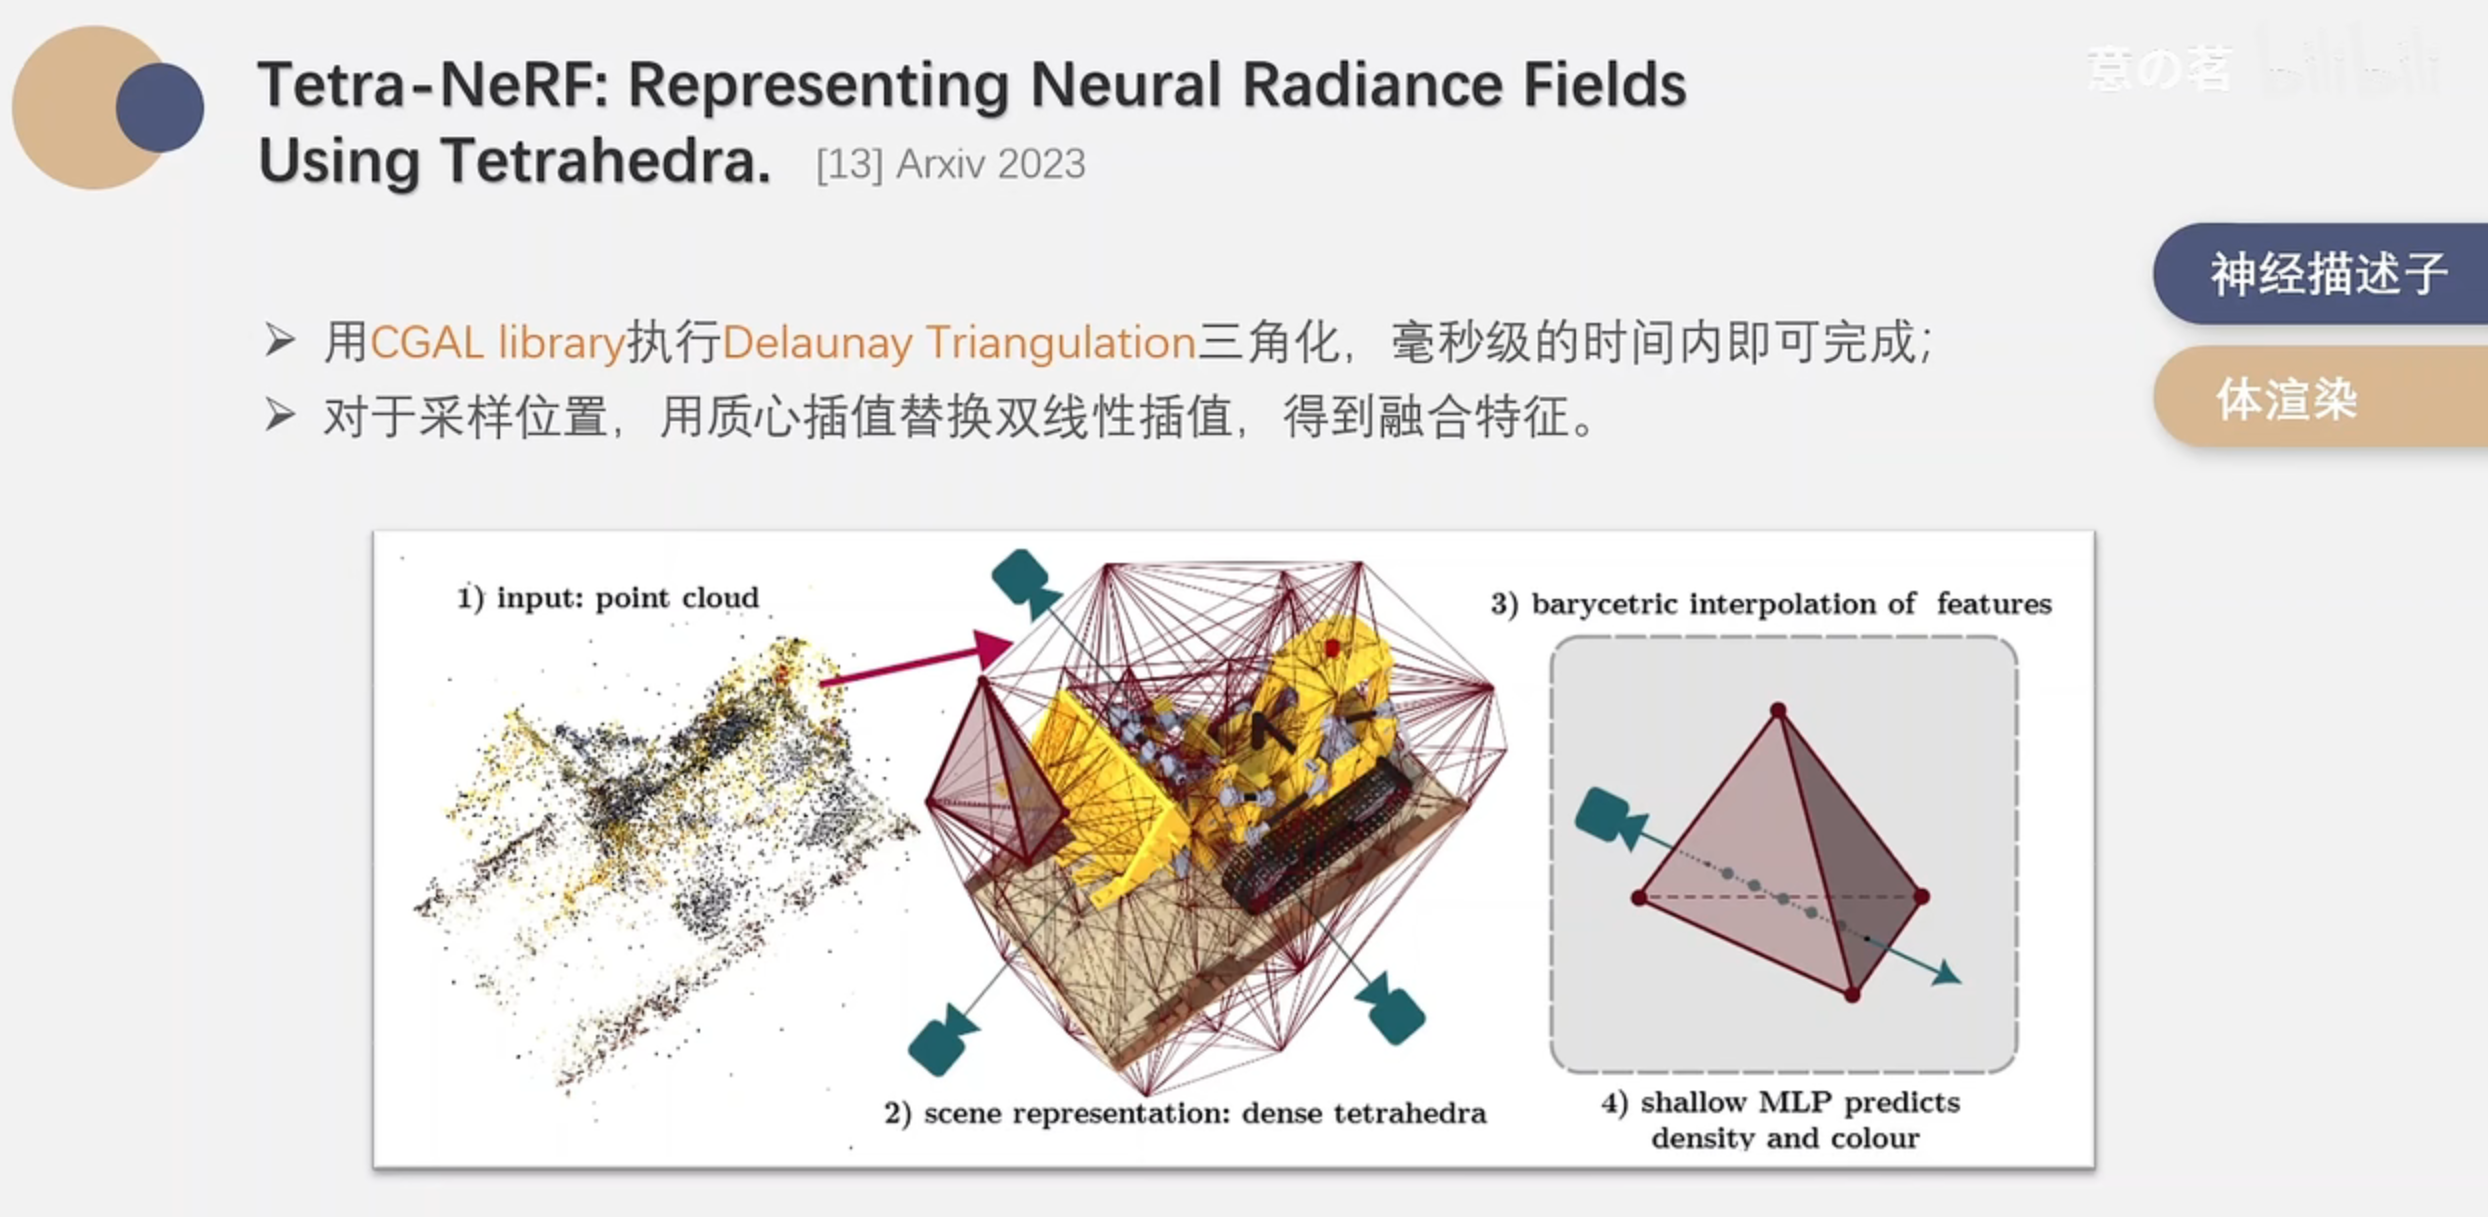 Tetra-NeRF: Representing Neural Radiance Fields
Using Tetrahedra. [13] Arxiv 2023
意の茗 bilibili
神经描述子
体渲染
➢ 用CGAL library执行Delaunay Triangulation三角化，毫秒级的时间内即可完成；
➢ 对于采样位置，用质心插值替换双线性插值，得到融合特征。
1) input: point cloud
3) barycetric interpolation of features
2) scene representation: dense tetrahedra
4) shallow MLP predicts
density and colour